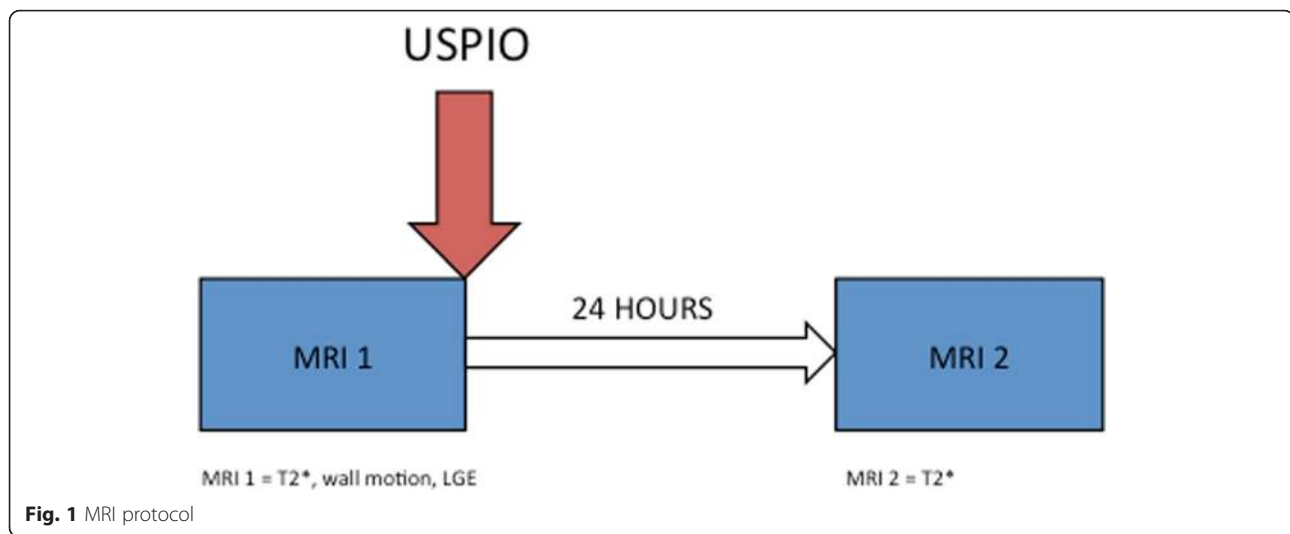 USPIO
24 HOURS
MRI 1
MRI 2
MRI 1 = T2*, wall motion, LGE
MRI 2 = T2*
Fig. 1 MRI protocol